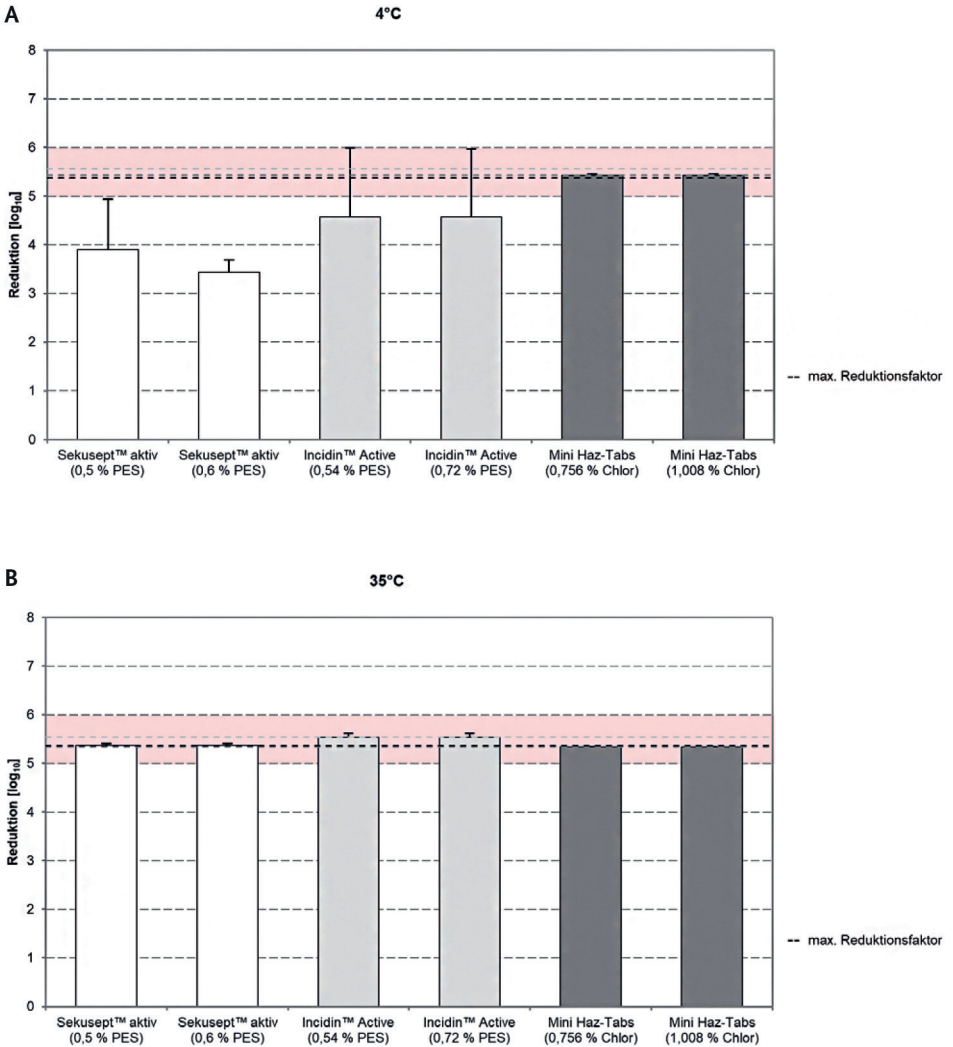 A
4°C
8
7
6
5
4
3
2
1
0
Reduktion [log10]
Sekusept™ aktiv
(0,5 % PES)
Sekusept™ aktiv
(0,6 % PES)
Incidin™ Active
(0,54 % PES)
Incidin™ Active
(0,72 % PES)
Mini Haz-Tabs
(0,756 % Chlor)
Mini Haz-Tabs
(1,008 % Chlor)
-- max. Reduktionsfaktor
B
35°C
8
7
6
5
4
3
2
1
0
Reduktion [log10]
Sekusept™ aktiv
(0,5 % PES)
Sekusept™ aktiv
(0,6 % PES)
Incidin™ Active
(0,54 % PES)
Incidin™ Active
(0,72 % PES)
Mini Haz-Tabs
(0,756 % Chlor)
Mini Haz-Tabs
(1,008 % Chlor)
-- max. Reduktionsfaktor